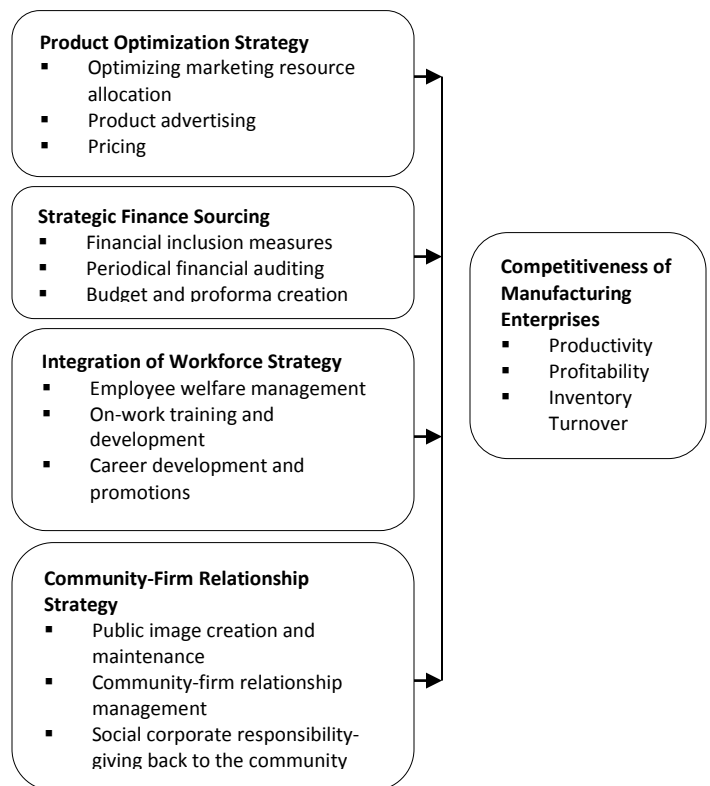 Product Optimization Strategy
▪ Optimizing marketing resource
allocation
▪ Product advertising
▪ Pricing
Strategic Finance Sourcing
▪ Financial inclusion measures
▪ Periodical financial auditing
▪ Budget and proforma creation
Integration of Workforce Strategy
▪ Employee welfare management
▪ On-work training and
development
▪ Career development and
promotions
Community-Firm Relationship
Strategy
▪ Public image creation and
maintenance
▪ Community-firm relationship
management
▪ Social corporate responsibility-
giving back to the community
Competitiveness of
Manufacturing
Enterprises
▪ Productivity
▪ Profitability
▪ Inventory
Turnover